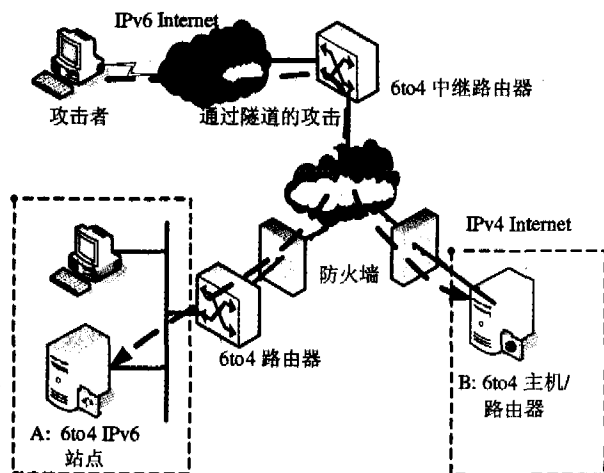 IPv6 Internet
攻击者
通过隧道的攻击
6to4 中继路由器
IPv4 Internet
防火墙
6to4 路由器
A: 6to4 IPv6
站点
B: 6to4 主机/
路由器